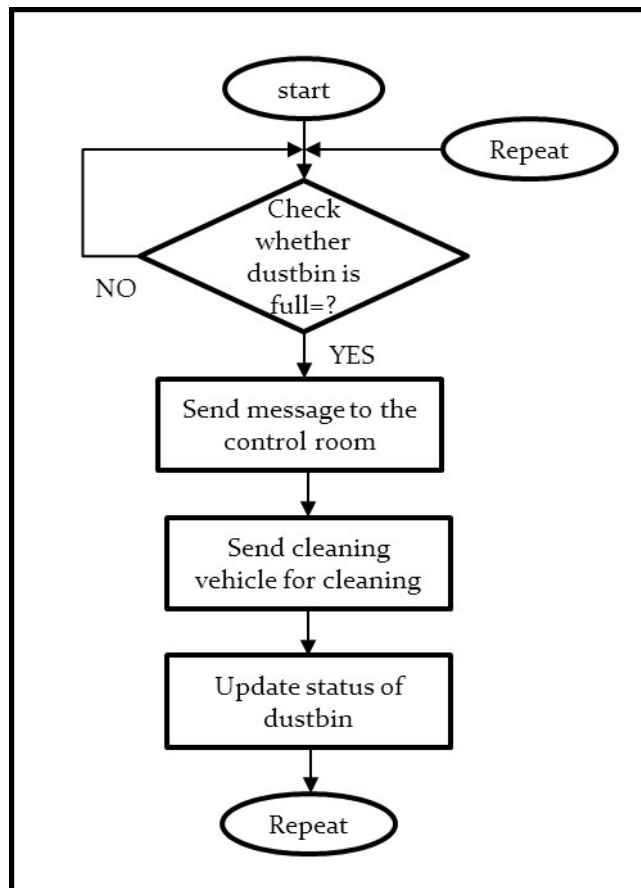 start
Repeat
Check
whether
dustbin is
full=?
NO
YES
Send message to the
control room
Send cleaning
vehicle for cleaning
Update status of
dustbin
Repeat